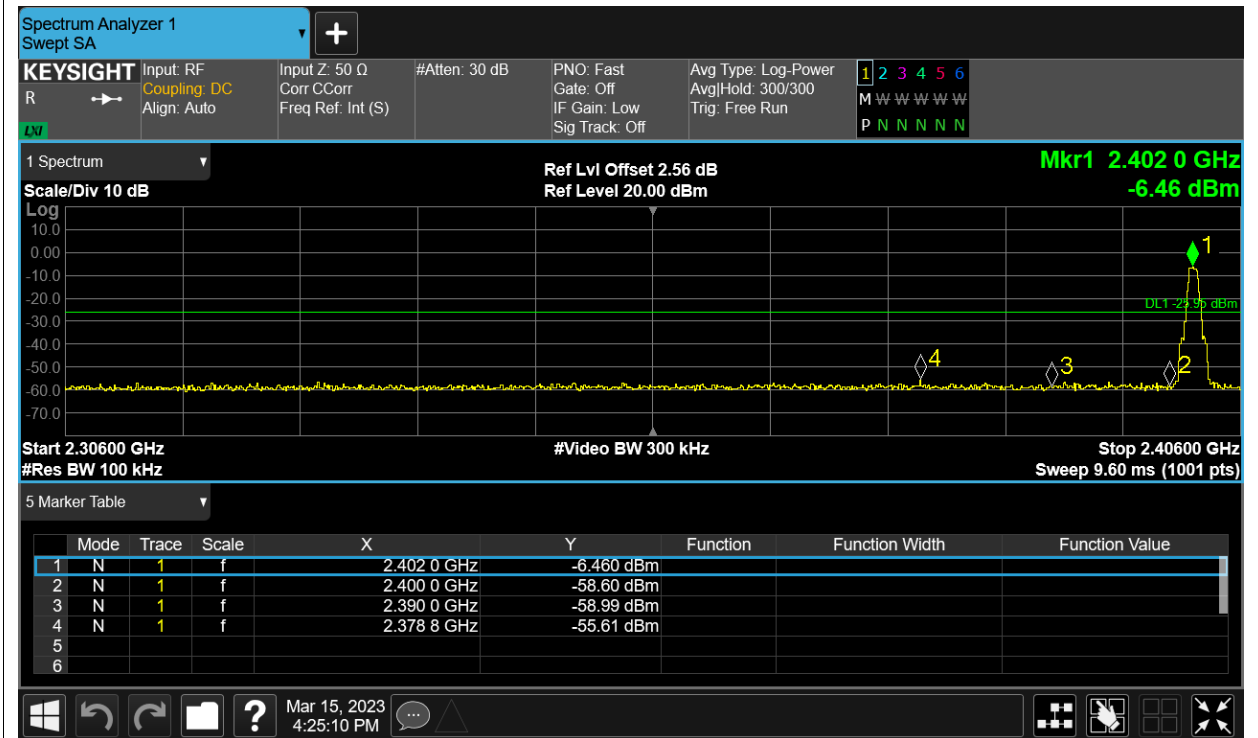 Spectrum Analyzer 1
Swept SA
+
KEYSIGHT Input: RF Input Z: 50 Ω #Atten: 30 dB PNO: Fast Avg Type: Log-Power 1 2 3 4 5 6
R Coupling: DC Corr CCorr Gate: Off Avg|Hold: 300/300 M W W W W W
Align: Auto Freq Ref: Int (S) IF Gain: Low Trig: Free Run
LXI Sig Track: Off P N N N N N N
1 Spectrum Ref Lvl Offset 2.56 dB Mkr1 2.402 0 GHz
Scale/Div 10 dB Ref Level 20.00 dBm -6.46 dBm
Log
10.0
1
0.00
-10.0
-20.0
DL1 -25.95 dBm
-30.0
-40.0
4 3 2
-50.0
-60.0
-70.0
Start 2.30600 GHz #Video BW 300 kHz Stop 2.40600 GHz
#Res BW 100 kHz Sweep 9.60 ms (1001 pts)
5 Marker Table
Mode Trace Scale X Y Function Function Width Function Value
1 N 1 f 2.402 0 GHz -6.460 dBm
2 N 1 f 2.400 0 GHz -58.60 dBm
3 N 1 f 2.390 0 GHz -58.99 dBm
4 N 1 f 2.378 8 GHz -55.61 dBm
5
6
? Mar 15, 2023
4:25:10 PM